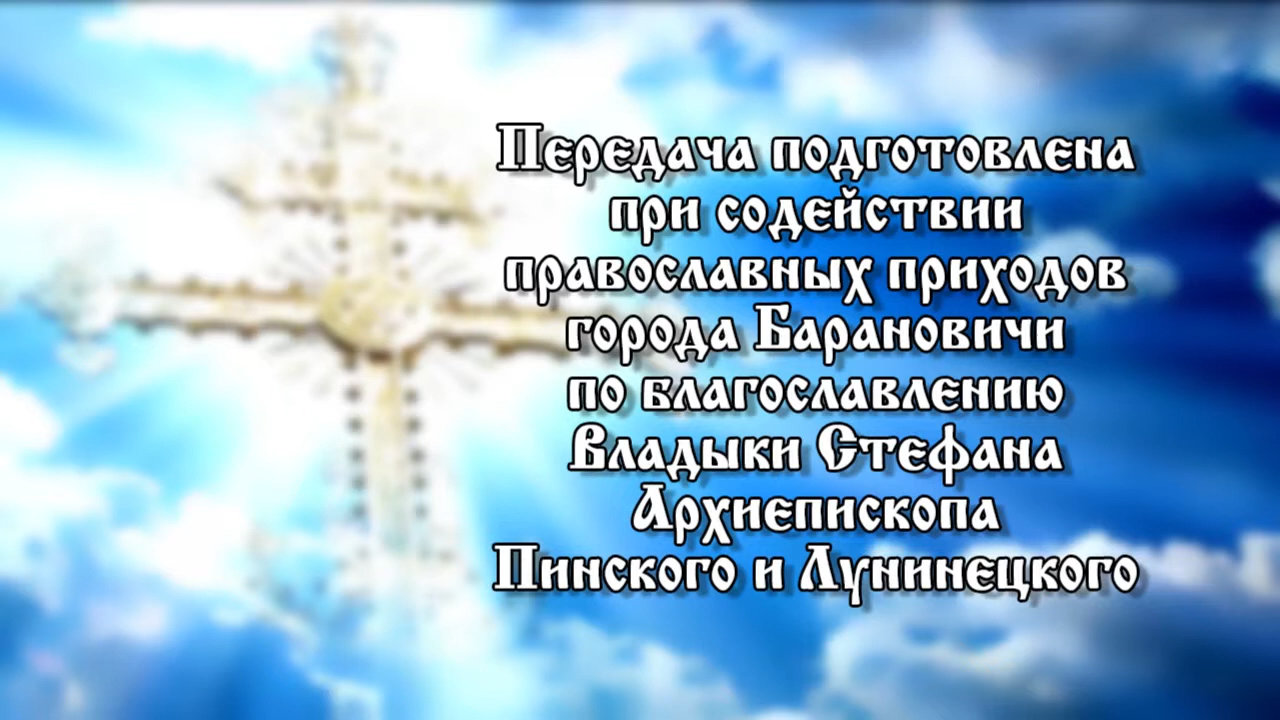 Передача подготовлена
при содействии
православных приходов
города Барановичи
по благославлению
Владыки Стефана
Архиепископа
Пинского и Лунинецкого